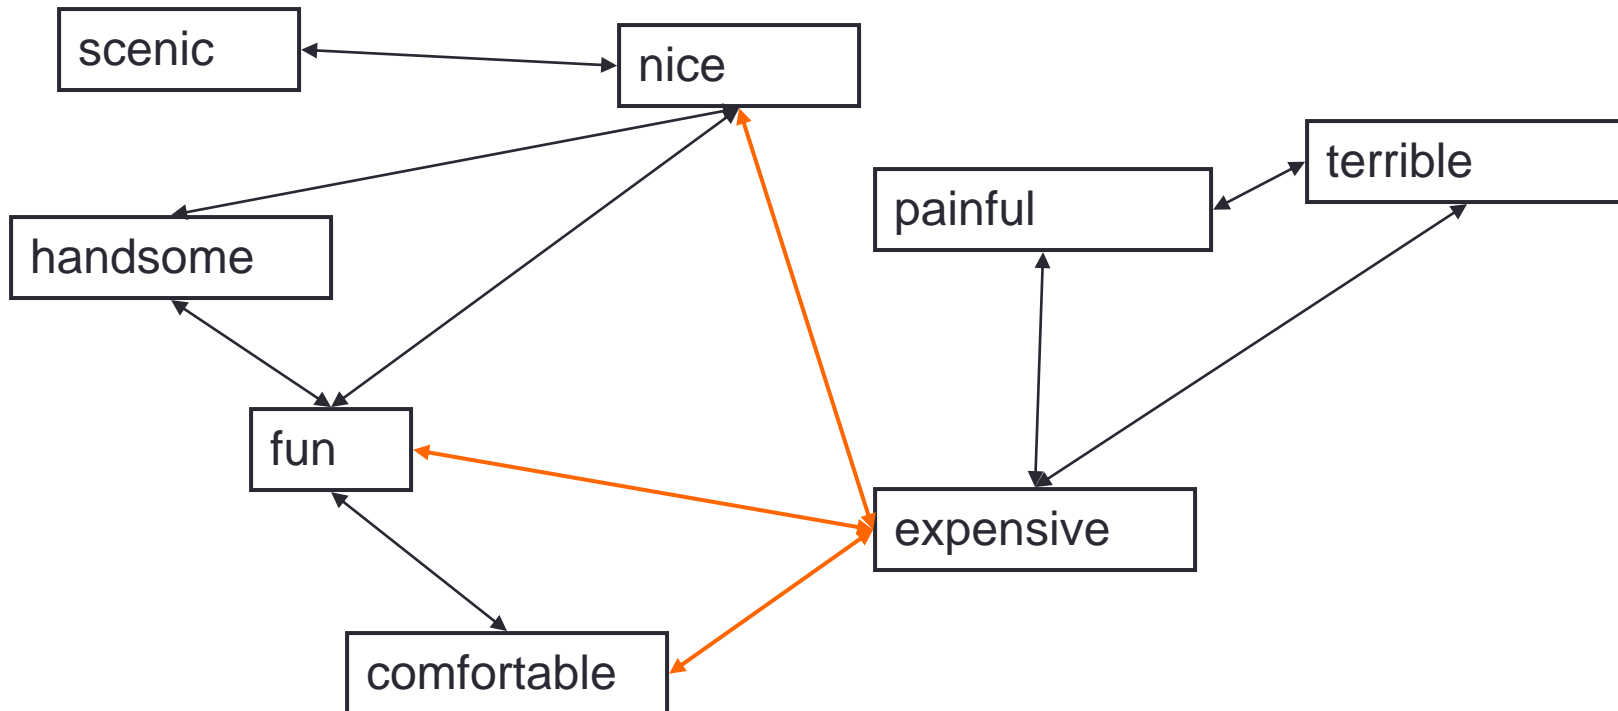 scenic
nice
terrible
painful
handsome
fun
expensive
comfortable